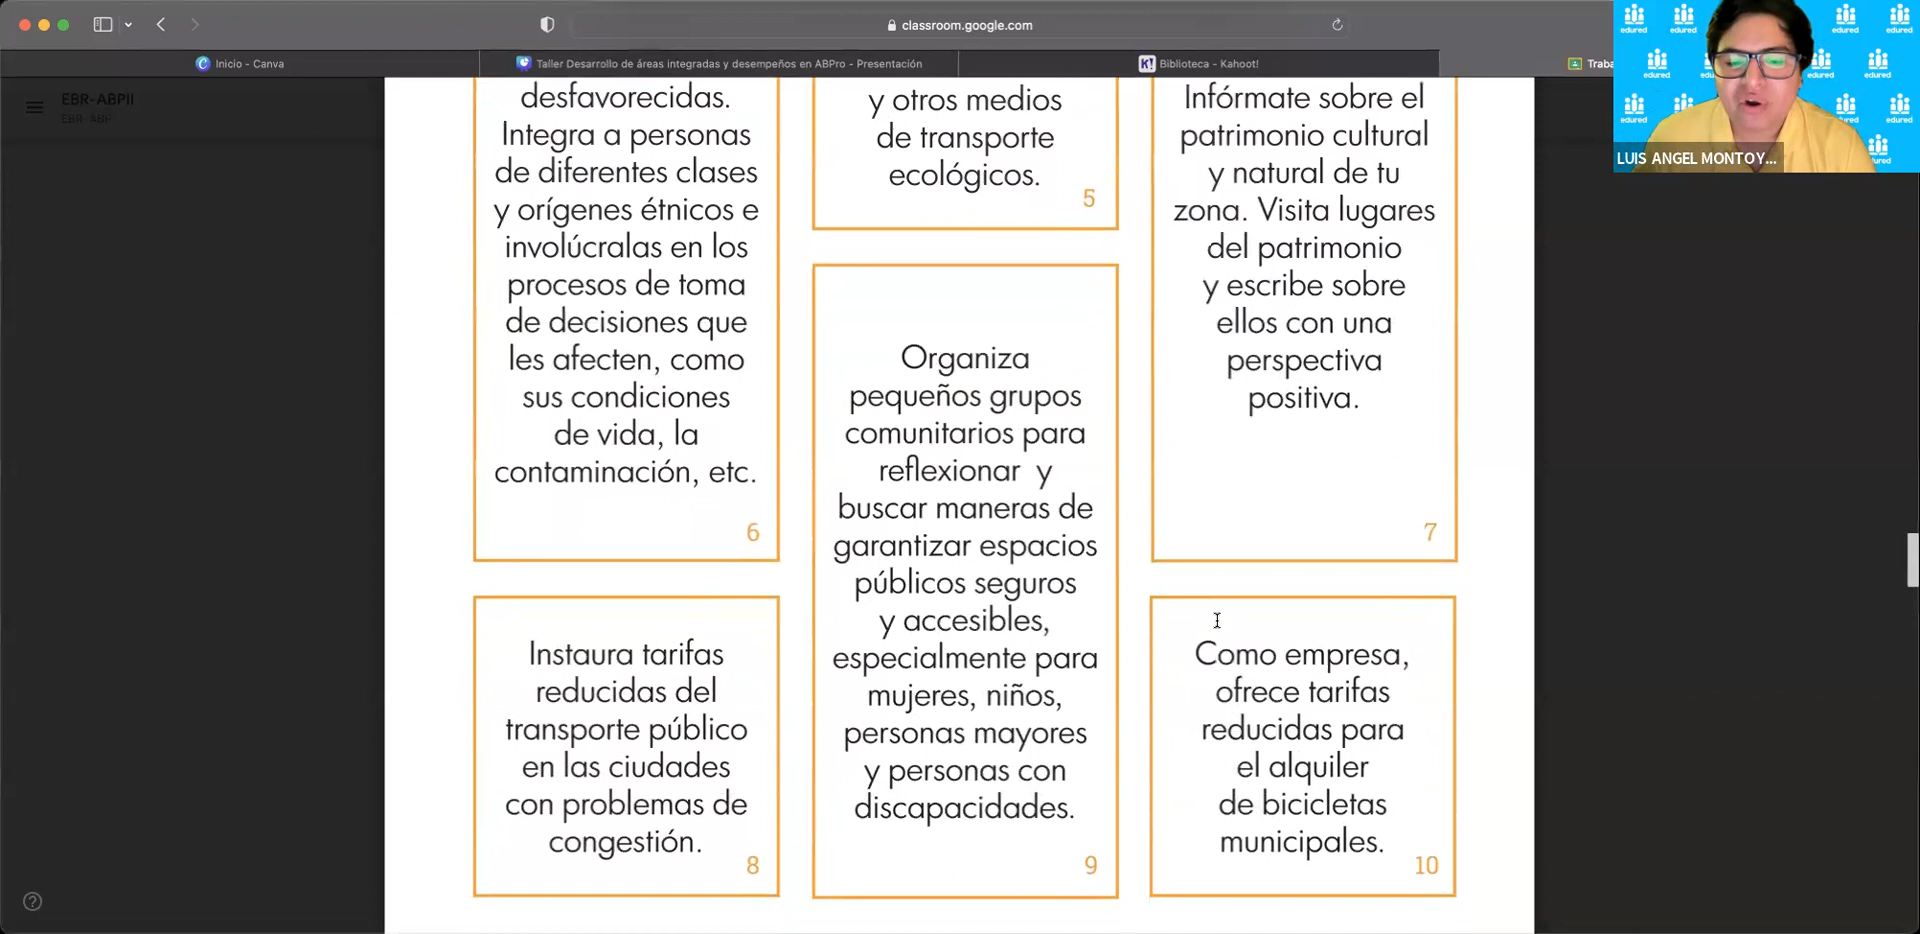 classroom.google.com
Inicio - Canva
Taller Desarrollo de áreas integradas y desempeños en ABPro - Presentación
K!
Biblioteca - Kahoot!
Traba
EBR-ABPII
EBR-ABP
edured edured edured
LUIS ANGEL MONTOY...
desfavorecidas.
Integra a personas
de diferentes clases
y orígenes étnicos e
involúcralas en los
procesos de toma
de decisiones que
les afecten, como
sus condiciones
de vida, la
contaminación, etc.
6
y otros medios
de transporte
ecológicos.
5
Infórmate sobre el
patrimonio cultural
y natural de tu
zona. Visita lugares
del patrimonio
y escribe sobre
ellos con una
perspectiva
positiva.
7
Instaura tarifas
reducidas del
transporte público
en las ciudades
con problemas de
congestión.
8
Organiza
pequeños grupos
comunitarios para
reflexionar y
buscar maneras de
garantizar espacios
públicos seguros
y accesibles,
especialmente para
mujeres, niños,
personas mayores
y personas con
discapacidades.
9
Como empresa,
ofrece tarifas
reducidas para
el alquiler
de bicicletas
municipales.
10